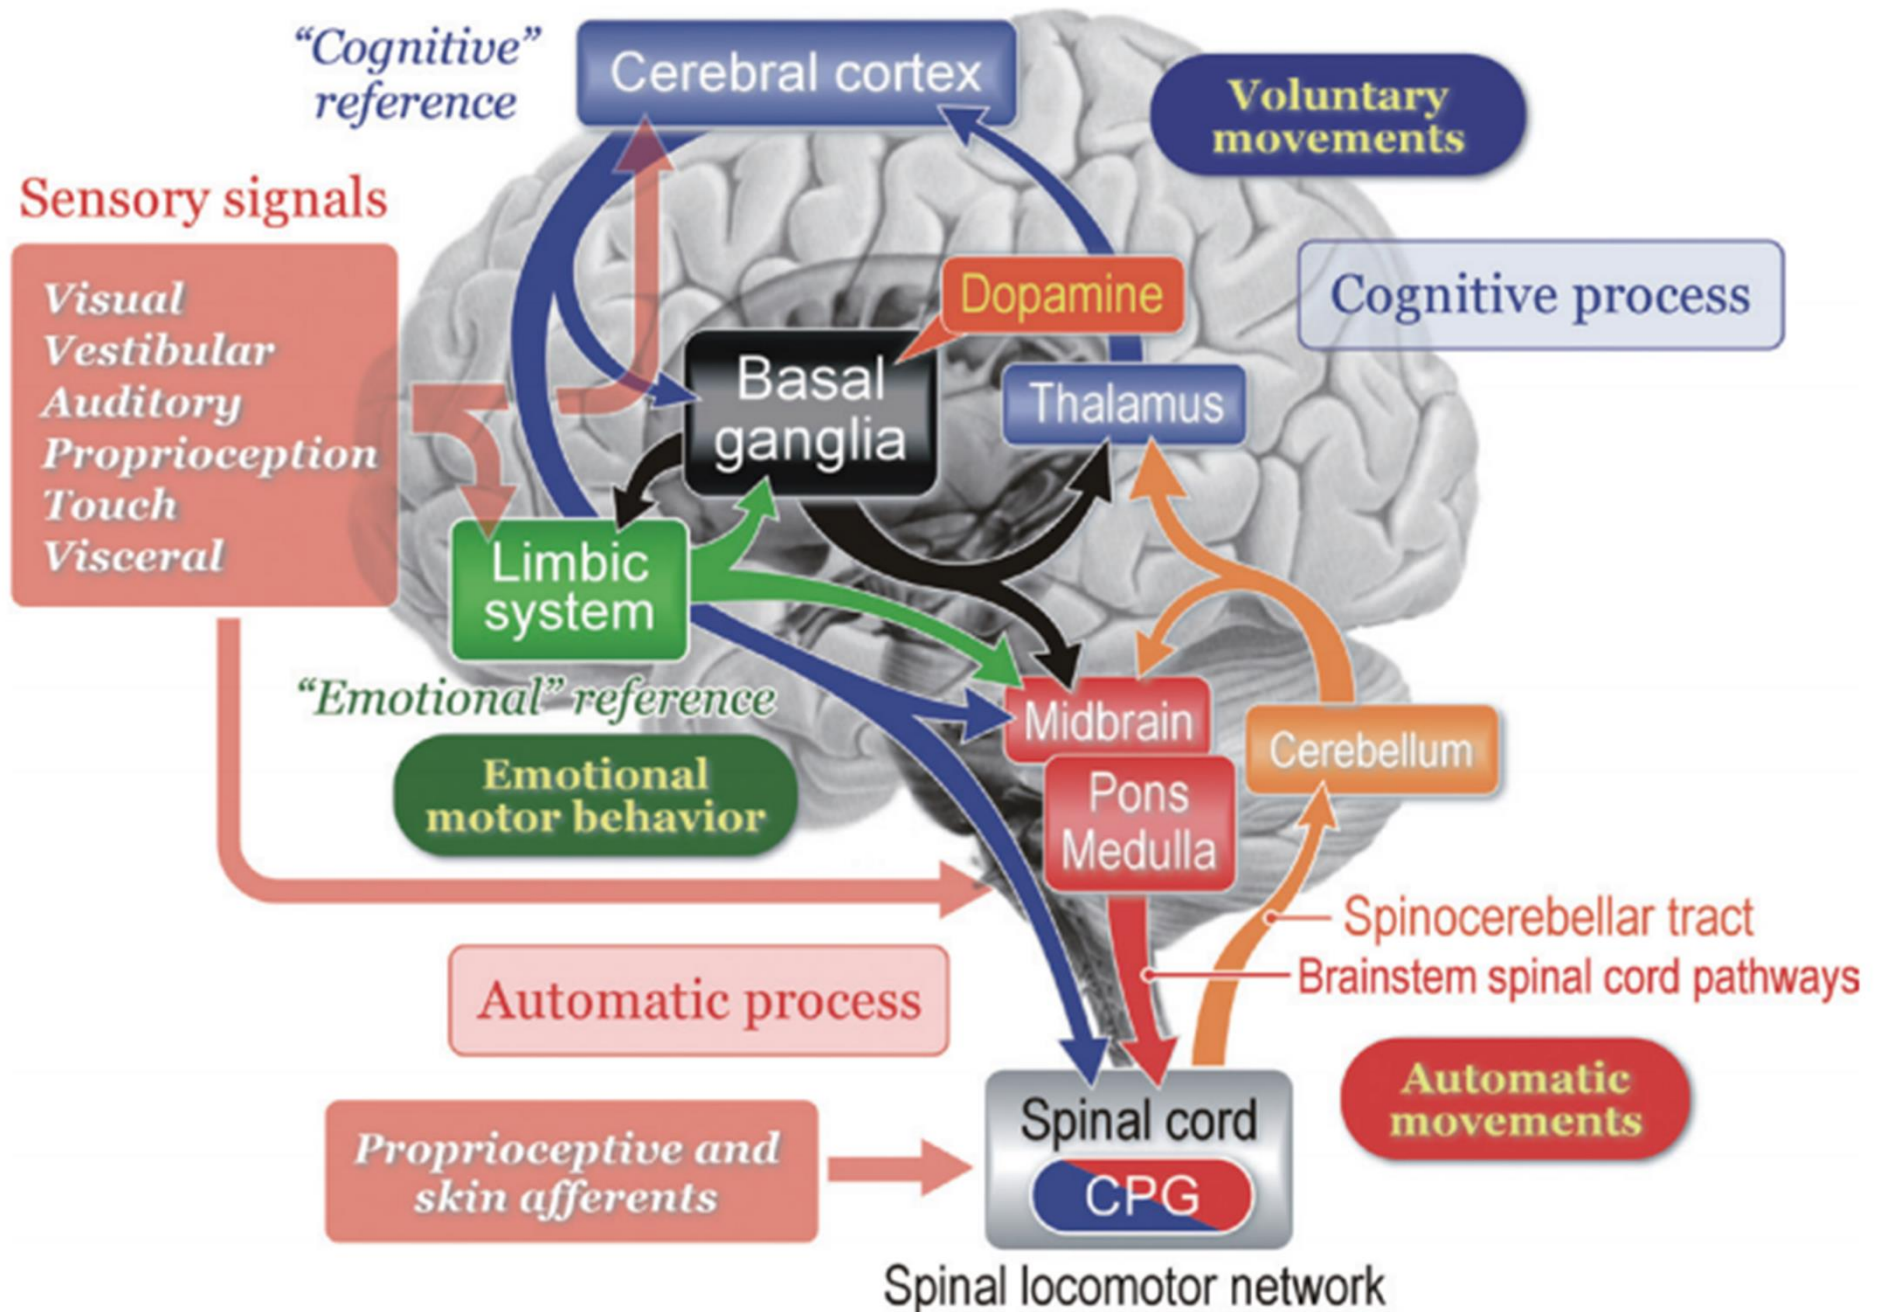 “Cognitive”
reference
Cerebral cortex
Voluntary
movements
Sensory signals
Visual
Vestibular
Auditory
Proprioception
Touch
Visceral
Cognitive process
Dopamine
Basal
ganglia
Thalamus
Limbic
system
“Emotional” reference
Emotional
motor behavior
Midbrain
Pons
Medulla
Cerebellum
Spinocerebellar tract
Brainstem spinal cord pathways
Automatic process
Automatic
movements
Proprioceptive and
skin afferents
Spinal cord
CPG
Spinal locomotor network